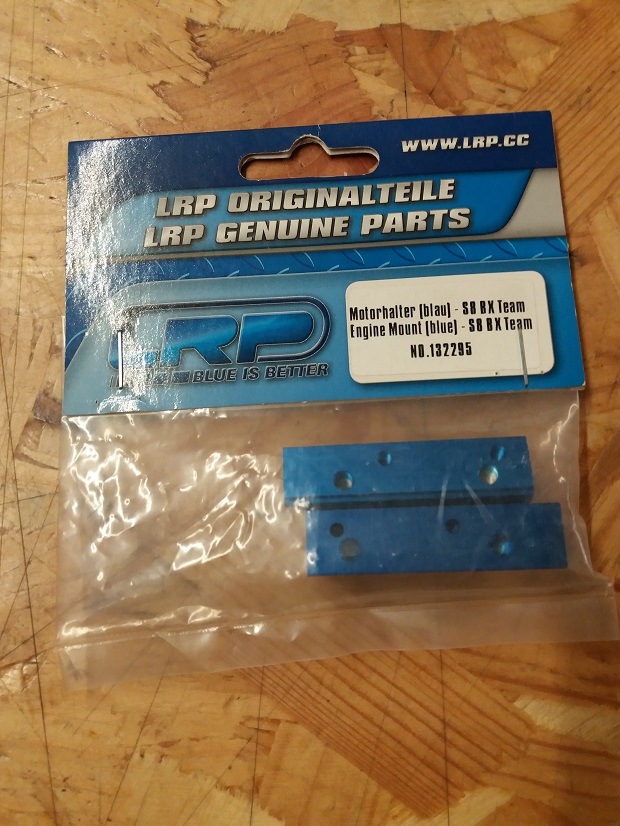 WWW.LRP.CC
LRP ORIGINALTEILE
LRP GENUINE PARTS
LRP
BLUE IS BETTER
Motorhalter (blau) - S8 BX Team
Engine Mount (blue) - S8 BX Team
NO.132295